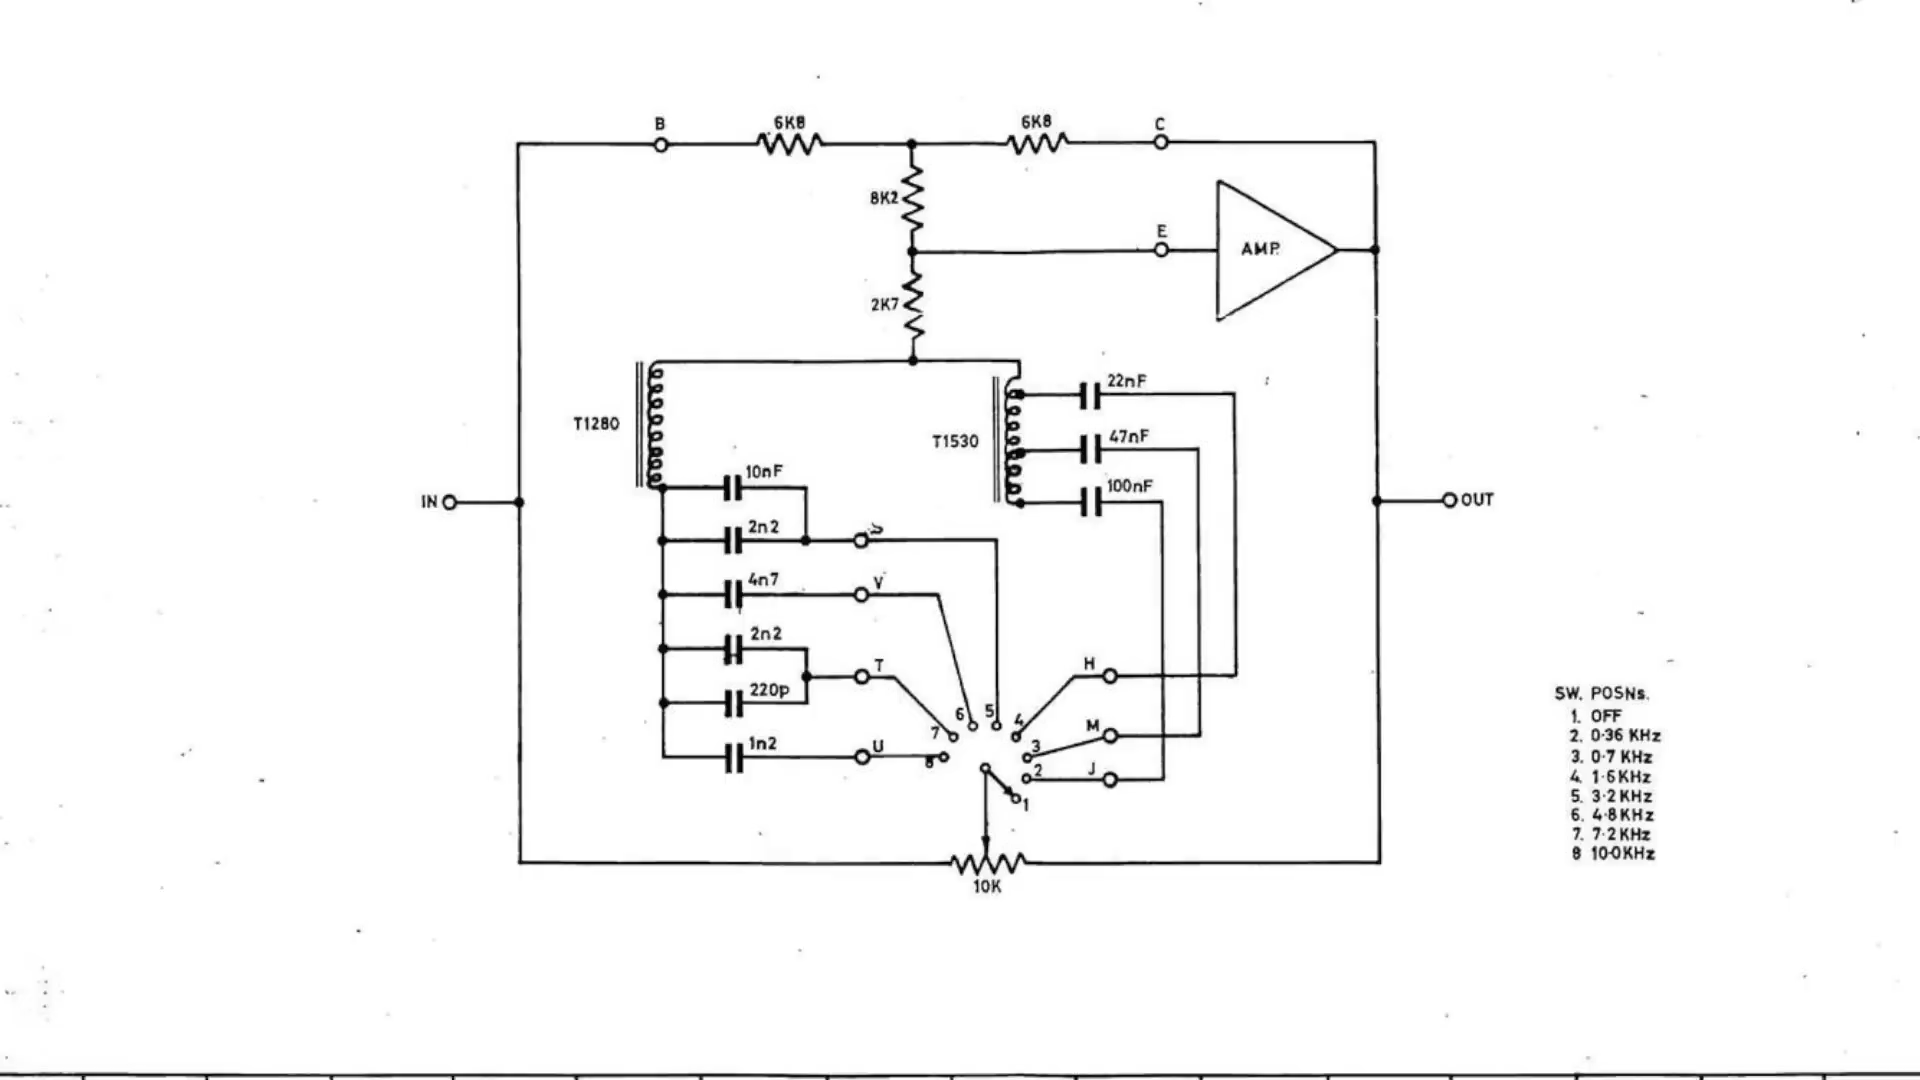 B
6K8
6K8
C
8K2
E
AMP.
2K7
T1280
22nF
T1530
47nF
10nF
100nF
IN
OUT
2n2
4n7
V
2n2
T
H
220p
SW. POSNs.
1. OFF
2. 0·36 KHz
3. 0·7 KHz
4. 1·6 KHz
5. 3·2 KHz
6. 4·8 KHz
7. 7·2 KHz
8 10·0 KHz
6
5
4
M
7
3
1n2
U
8
2
J
1
10K